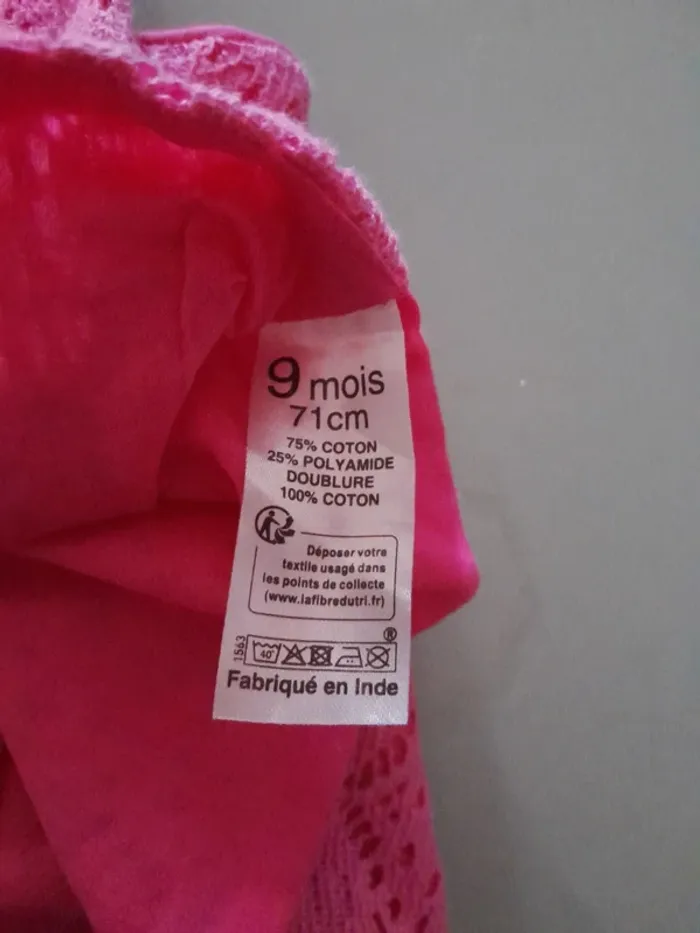 9 mois
71cm
75% COTON
25% POLYAMIDE
DOUBLURE
100% COTON
Déposer votre
textile usagé dans
les points de collecte
(www.lafibredutri.fr)
®
1563
40°
Fabriqué en Inde